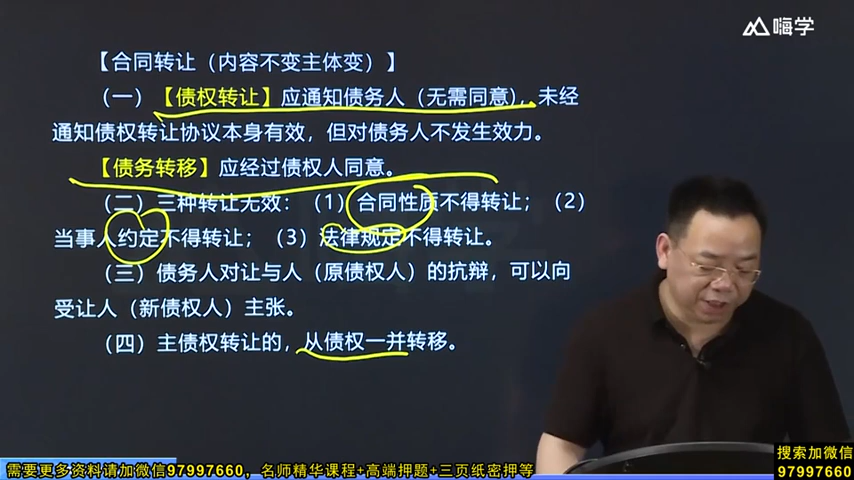 嗨学
【合同转让（内容不变主体变）】
（一）【债权转让】应通知债务人（无需同意），未经
通知债权转让协议本身有效，但对债务人不发生效力。
【债务转移】应经过债权人同意。
（二）三种转让无效：（1）合同性质不得转让；（2）
当事人约定不得转让；（3）法律规定不得转让。
（三）债务人对让与人（原债权人）的抗辩，可以向
受让人（新债权人）主张。
（四）主债权转让的，从债权一并转移。
需要更多资料请加微信97997660，名师精华课程+高端押题+三页纸密押等
搜索加微信
97997660